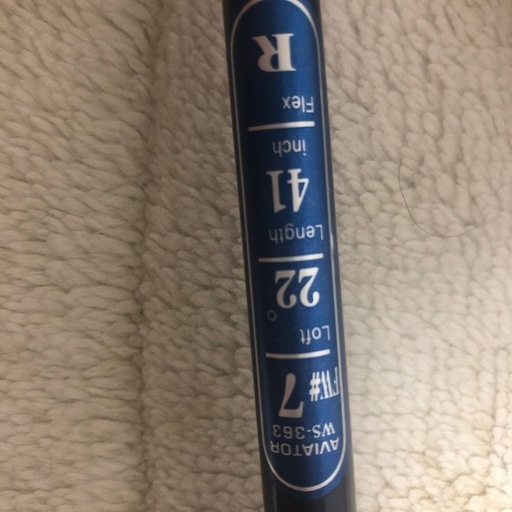 AVIATOR
WS-363
FW#7
Loft
22°
Length
41
inch
Flex
R